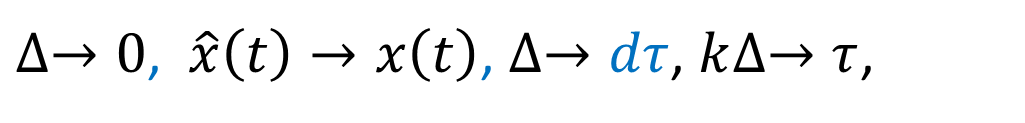 Δ→ 0, x̂(t) → x(t), Δ→ dτ, kΔ→ τ,